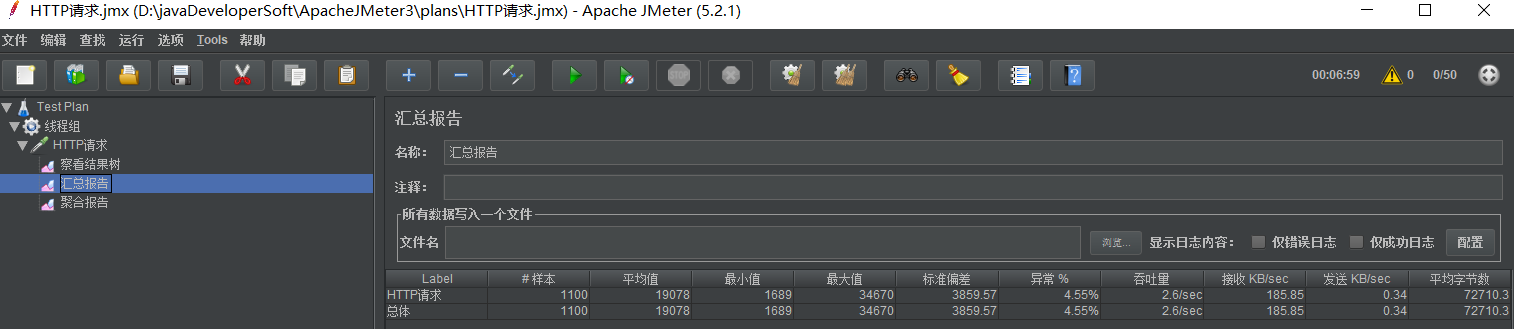 HTTP请求.jmx (D:\javaDeveloperSoft\ApacheJMeter3\plans\HTTP请求.jmx) - Apache JMeter (5.2.1)
文件 编辑 查找 运行 选项 Tools 帮助
STOP 00:06:59 0 0/50
Test Plan
线程组
HTTP请求
察看结果树
汇总报告
聚合报告
汇总报告
名称： 汇总报告
注释：
所有数据写入一个文件
文件名 浏览... 显示日志内容： 仅错误日志 仅成功日志 配置
Label # 样本 平均值 最小值 最大值 标准偏差 异常 % 吞吐量 接收 KB/sec 发送 KB/sec 平均字节数
HTTP请求 1100 19078 1689 34670 3859.57 4.55% 2.6/sec 185.85 0.34 72710.3
总体 1100 19078 1689 34670 3859.57 4.55% 2.6/sec 185.85 0.34 72710.3